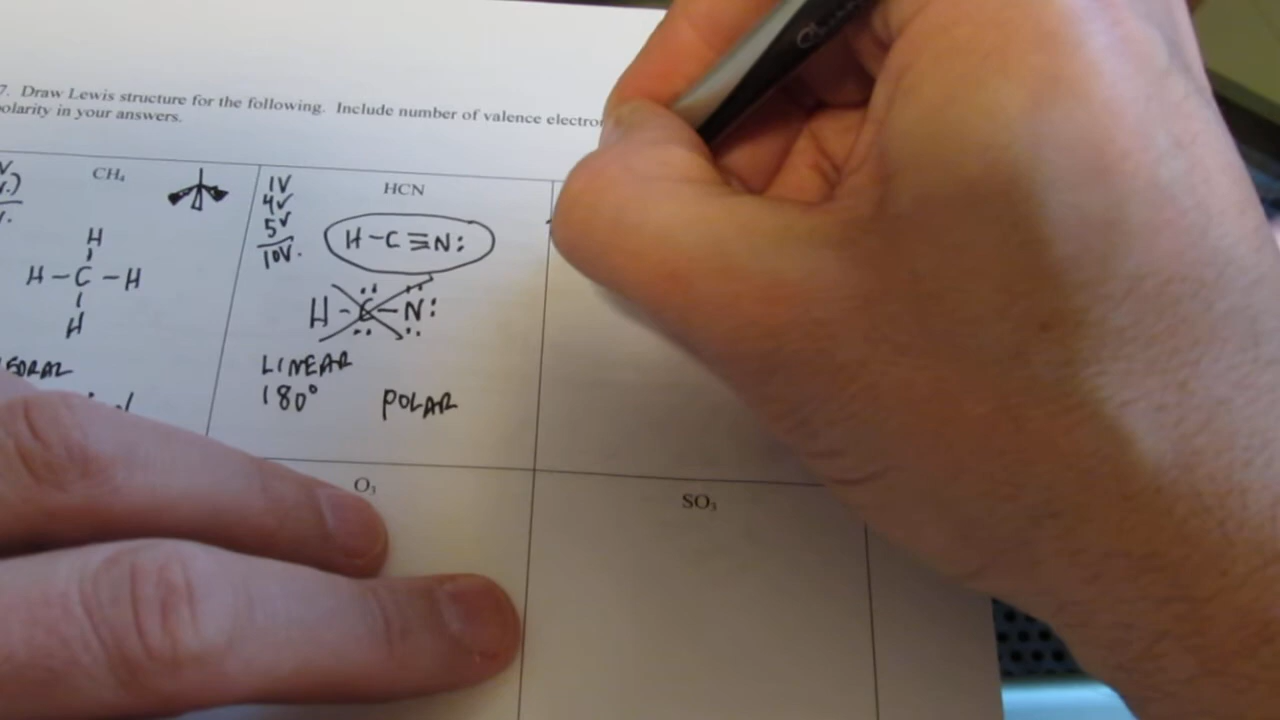 7. Draw Lewis structure for the following. Include number of valence
polarity in your answers.
CH₄
H
H-C-H
H
HCN
1V
4V
5V
10V.
H-C≡N:
H-C-N:
LINEAR
180° POLAR
O₃
SO₃